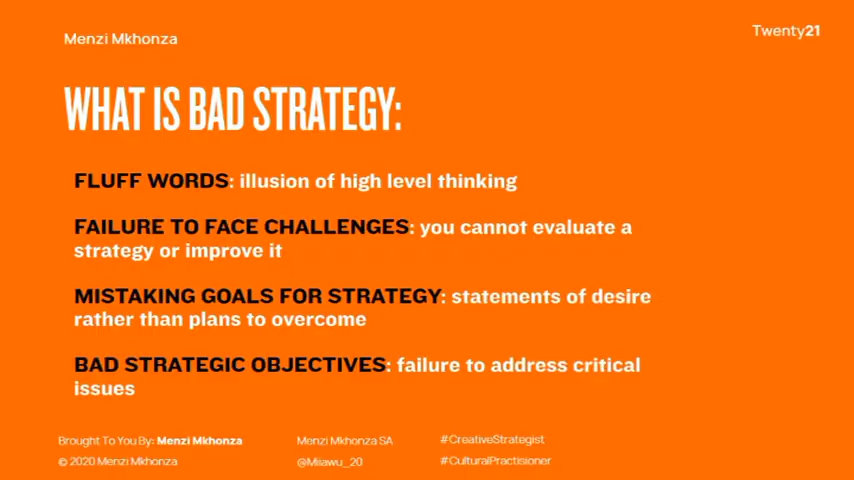 Menzi Mkhonza
Twenty21
WHAT IS BAD STRATEGY:
FLUFF WORDS: illusion of high level thinking
FAILURE TO FACE CHALLENGES: you cannot evaluate a
strategy or improve it
MISTAKING GOALS FOR STRATEGY: statements of desire
rather than plans to overcome
BAD STRATEGIC OBJECTIVES: failure to address critical
issues
Brought To You By: Menzi Mkhonza
© 2020 Menzi Mkhonza
Menzi Mkhonza SA
@Miiawu_20
#CreativeStrategist
#CulturalPractisioner